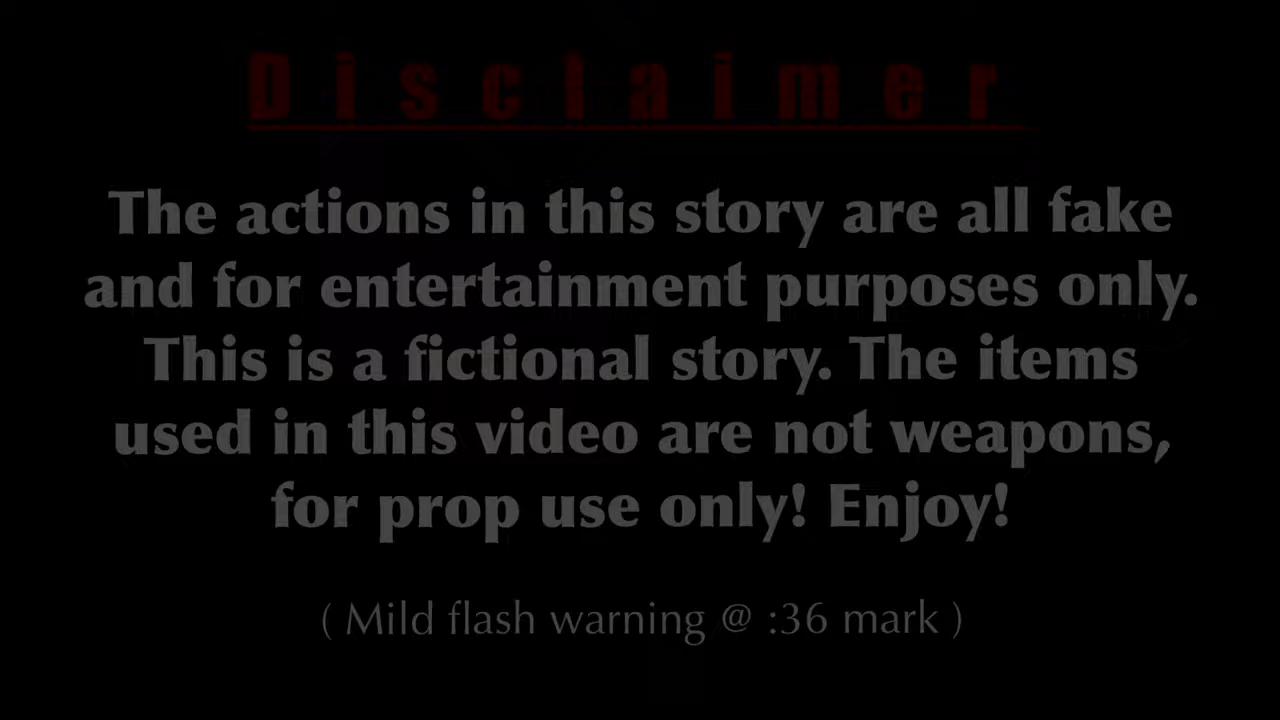 Disclaimer
The actions in this story are all fake
and for entertainment purposes only.
This is a fictional story. The items
used in this video are not weapons,
for prop use only! Enjoy!
( Mild flash warning @ :36 mark )